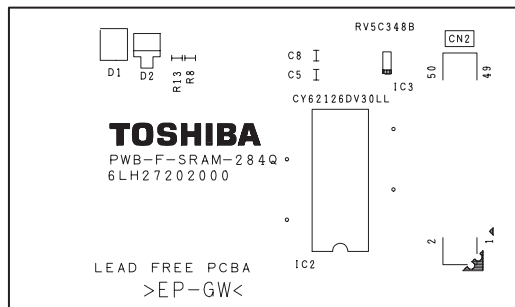 RV5C348B
CN2
C8
C5
D1
D2
R13
R8
IC3
50
49
CY62126DV30LL
TOSHIBA
PWB-F-SRAM-284Q
6LH27202000
2
1
IC2
LEAD FREE PCBA
>EP-GW<